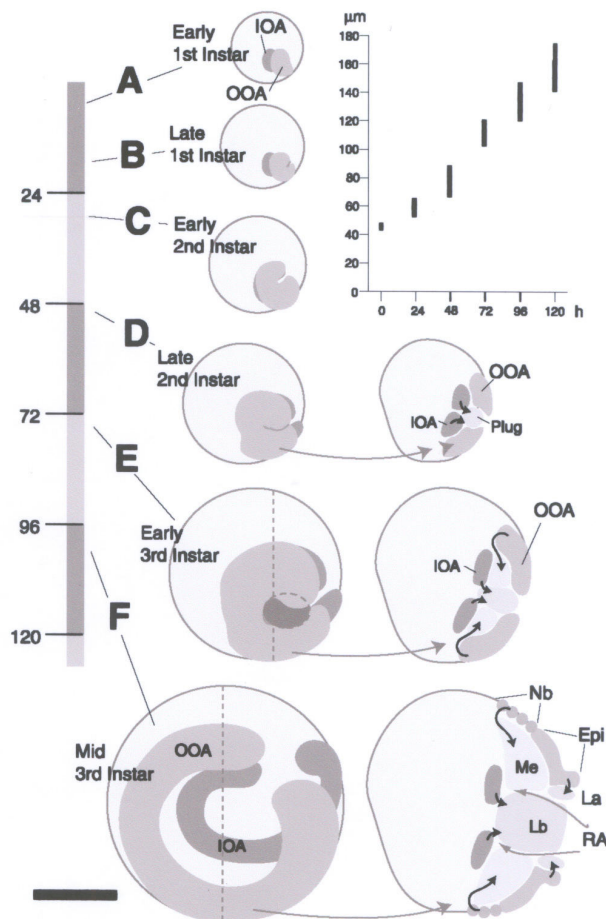 Early
1st Instar
IOA
OOA
A
B
Late
1st Instar
24
C
Early
2nd Instar
48
D
Late
2nd Instar
OOA
IOA
Plug
72
E
Early
3rd Instar
OOA
IOA
96
F
120
Mid
3rd Instar
OOA
IOA
Nb
Epi
Me
La
Lb
RA
µm
180
160
140
120
100
80
60
40
20
0
0 24 48 72 96 120 h